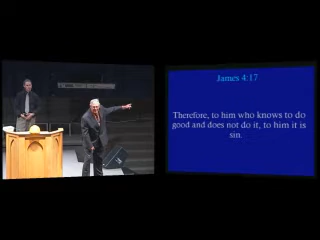 James 4:17
Therefore, to him who knows to do
good and does not do it, to him it is
sin.